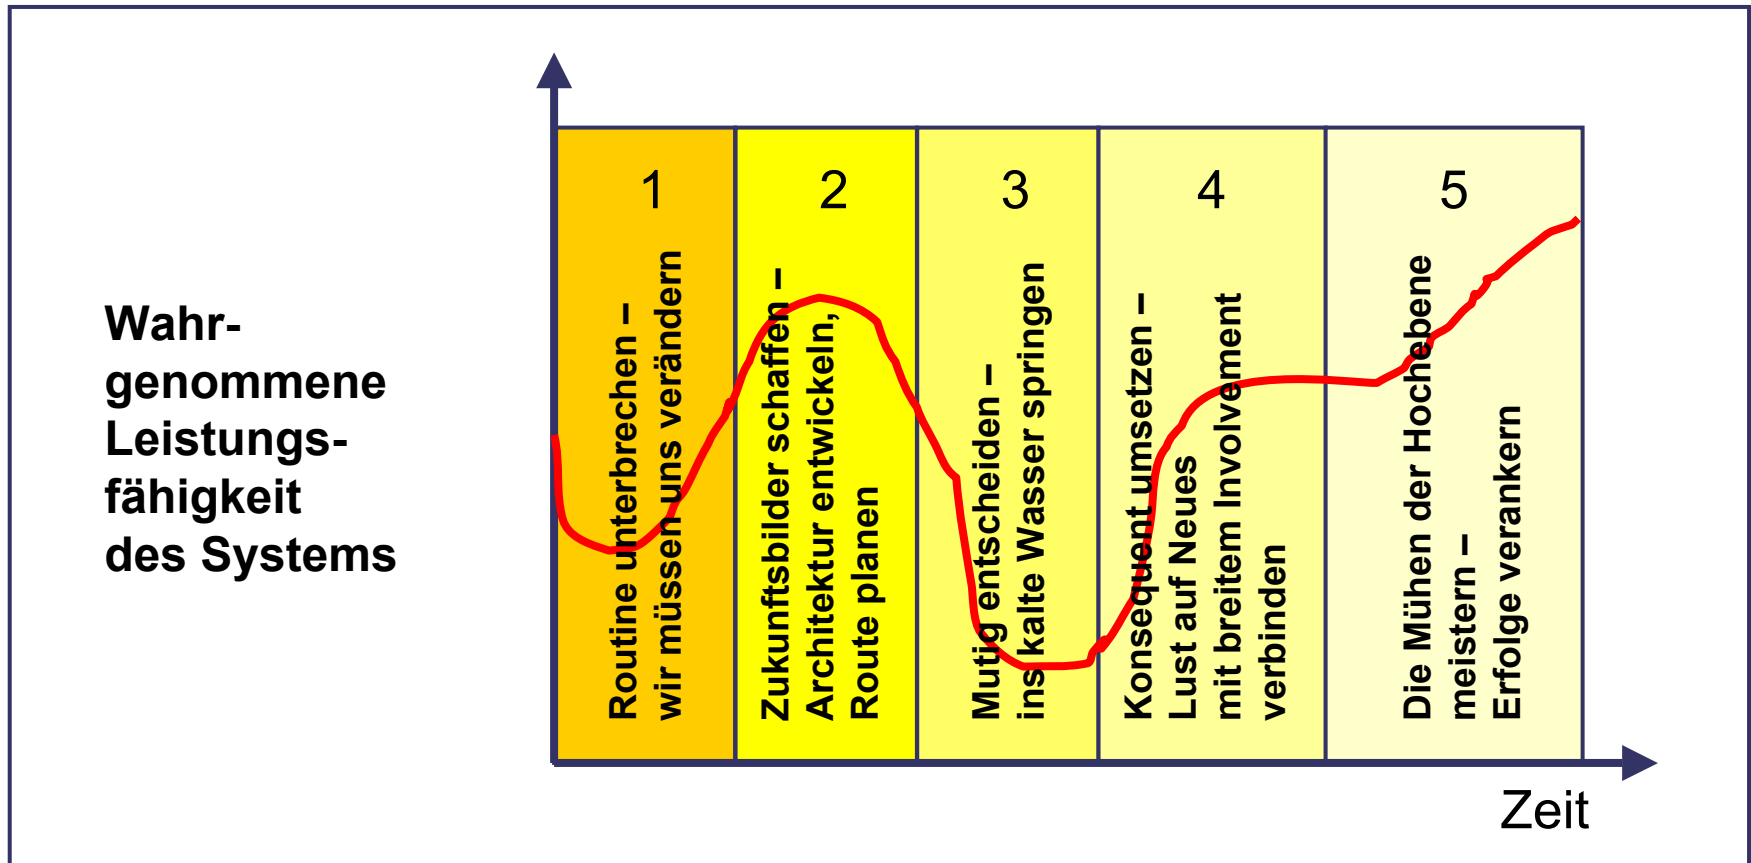 Wahr-
genommene
Leistungs-
fähigkeit
des Systems
1
Routine unterbrechen –
wir müssen uns verändern
2
Zukunftsbilder schaffen –
Architektur entwickeln,
Route planen
3
Mutig entscheiden –
ins kalte Wasser springen
4
Konsequent umsetzen –
Lust auf Neues
mit breitem Involvement
verbinden
5
Die Mühen der Hochebene
meistern –
Erfolge verankern
Zeit